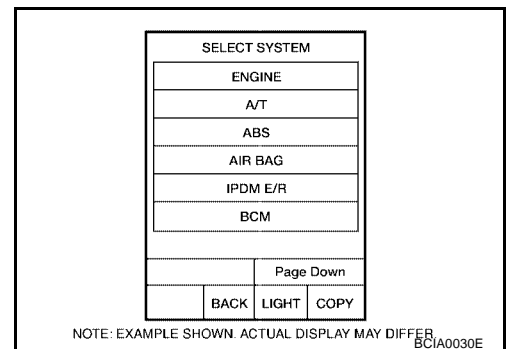 SELECT SYSTEM
ENGINE
A/T
ABS
AIR BAG
IPDM E/R
BCM
Page Down
BACK LIGHT COPY
NOTE: EXAMPLE SHOWN. ACTUAL DISPLAY MAY DIFFER.
BCIA0030E